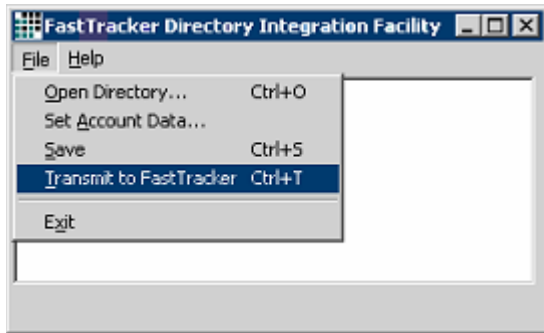 FastTracker Directory Integration Facility
File Help
Open Directory... Ctrl+O
Set Account Data...
Save Ctrl+S
Transmit to FastTracker Ctrl+T
Exit